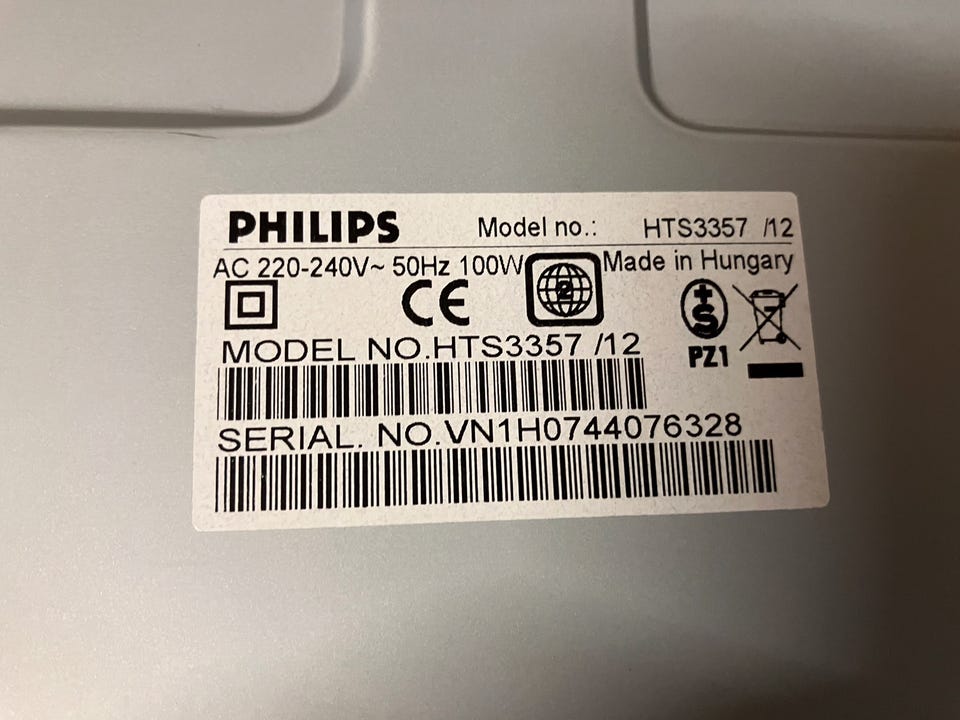 PHILIPS Model no.: HTS3357 /12
AC 220-240V~ 50Hz 100W Made in Hungary
CE
2
+S
PZ1
MODEL NO.HTS3357 /12
SERIAL. NO.VN1H0744076328